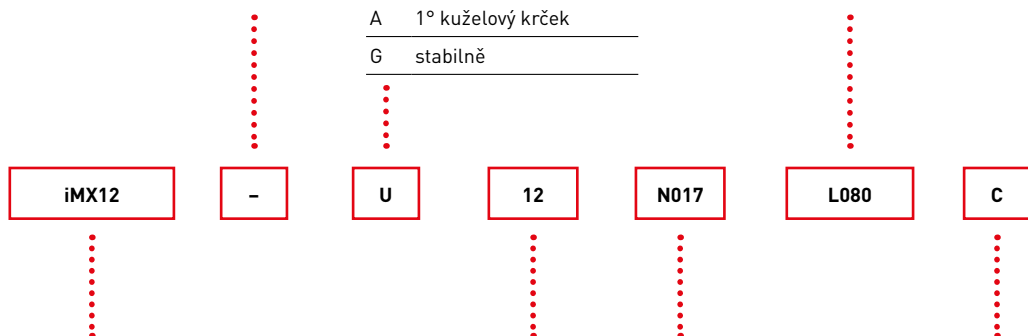 A 1° kuželový krček
G stabilně
iMX12 – U 12 N017 L080 C